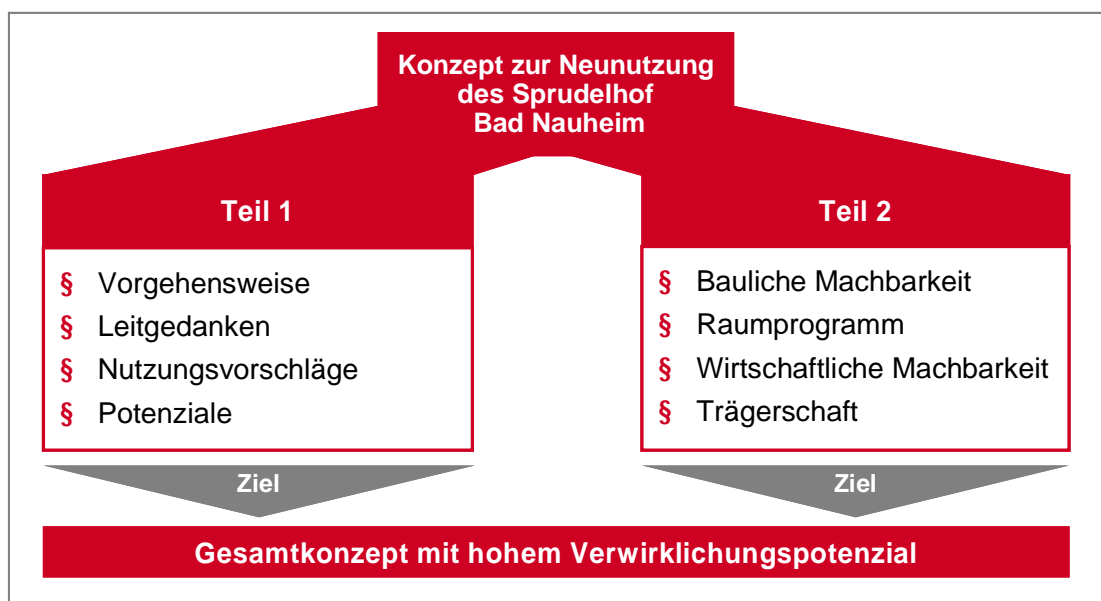 Konzept zur Neunutzung
des Sprudelhof
Bad Nauheim
Teil 1
§ Vorgehensweise
§ Leitgedanken
§ Nutzungsvorschläge
§ Potenziale
Ziel
Teil 2
§ Bauliche Machbarkeit
§ Raumprogramm
§ Wirtschaftliche Machbarkeit
§ Trägerschaft
Ziel
Gesamtkonzept mit hohem Verwirklichungspotenzial